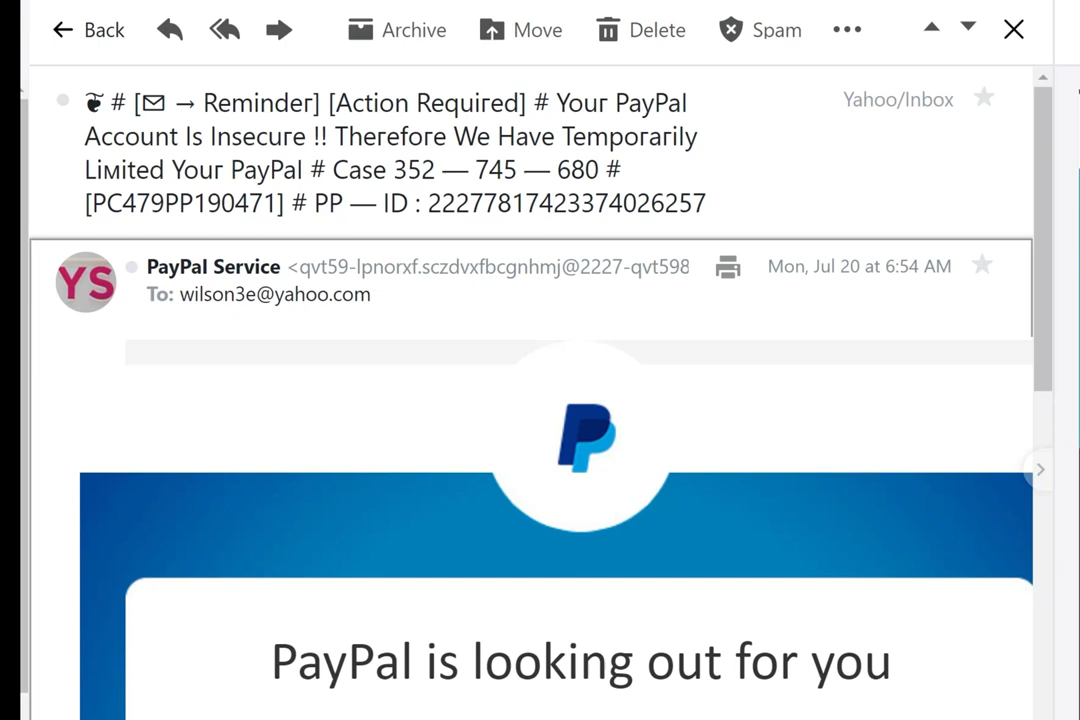 Back Archive Move Delete Spam
❦ # [✉ → Reminder] [Action Required] # Your PayPal
Account Is Insecure !! Therefore We Have Temporarily
Liмited Your PayPal # Case 352 — 745 — 680 #
[PC479PP190471] # PP — ID : 22277817423374026257
Yahoo/Inbox
YS
PayPal Service <qvt59-lpnorxf.sczdvxfbcgnhmj@2227-qvt598
Mon, Jul 20 at 6:54 AM
To: wilson3e@yahoo.com
PayPal is looking out for you